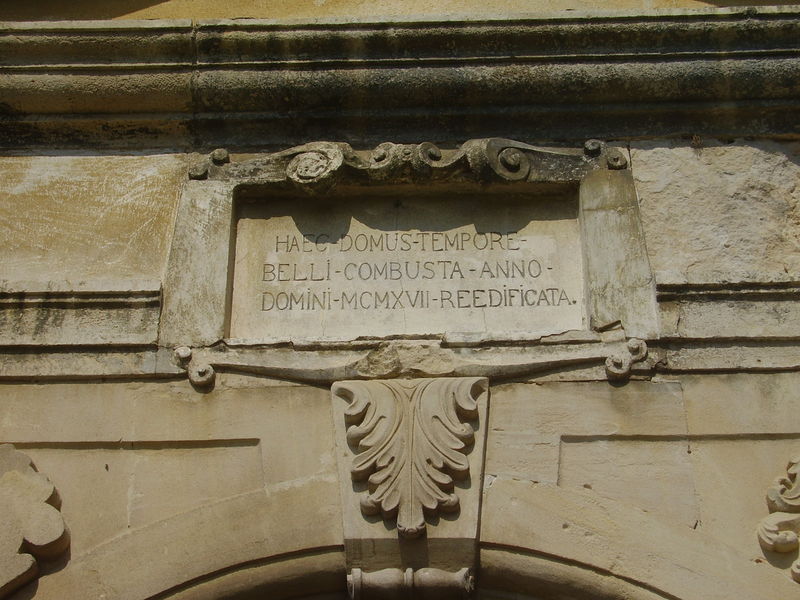 HAEC-DOMUS-TEMPORE-
BELLI-COMBUSTA-ANNO-
DOMINI-MCMXVII-REEDIFICATA.